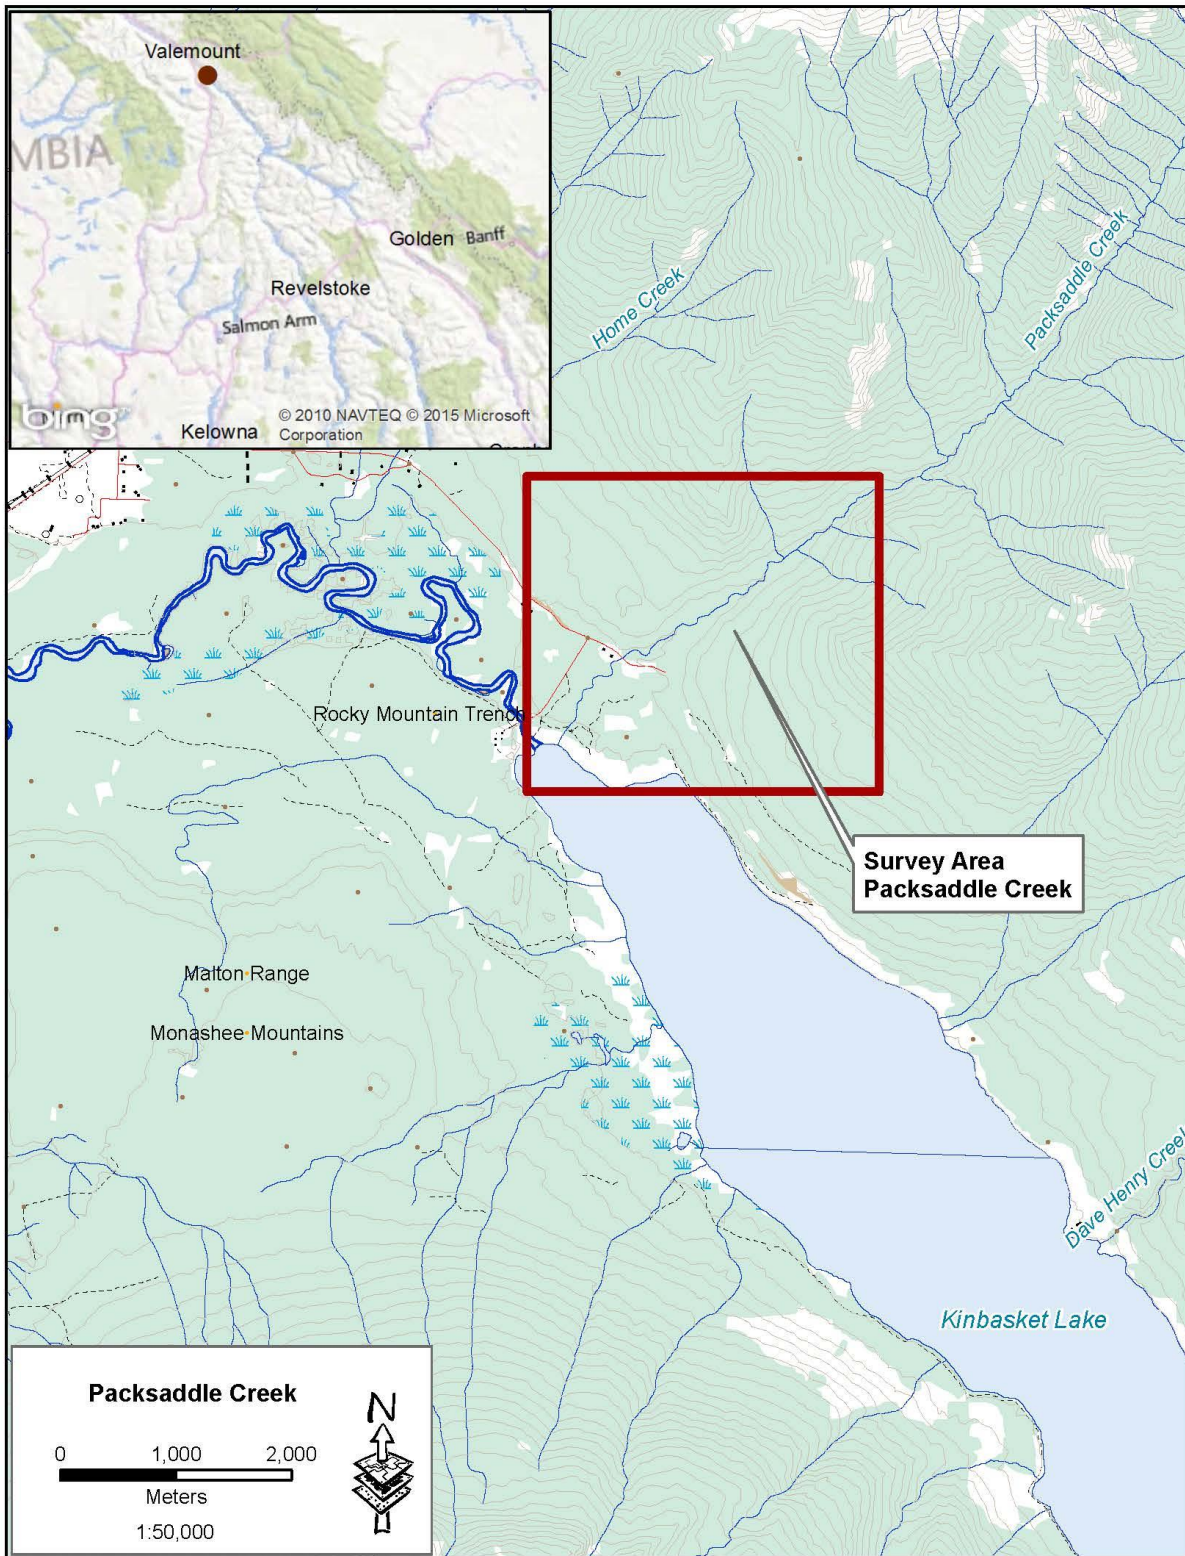 Valemount
MBIA
Golden
Banff
Revelstoke
Salmon Arm
bing
© 2010 NAVTEQ © 2015 Microsoft
Corporation
Kelowna
Home Creek
Packsaddle Creek
Rocky Mountain Trench
Survey Area
Packsaddle Creek
Malton Range
Monashee Mountains
Dave Henry Creek
Kinbasket Lake
Packsaddle Creek
N
0 1,000 2,000
Meters
1:50,000